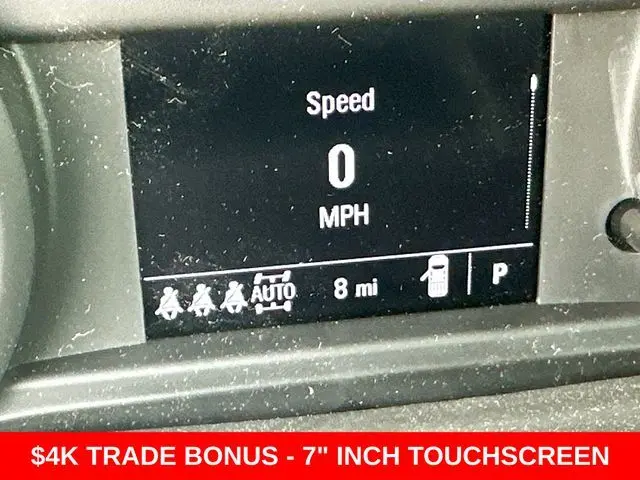 Speed
0
MPH
AUTO 8 mi P
$4K TRADE BONUS - 7" INCH TOUCHSCREEN